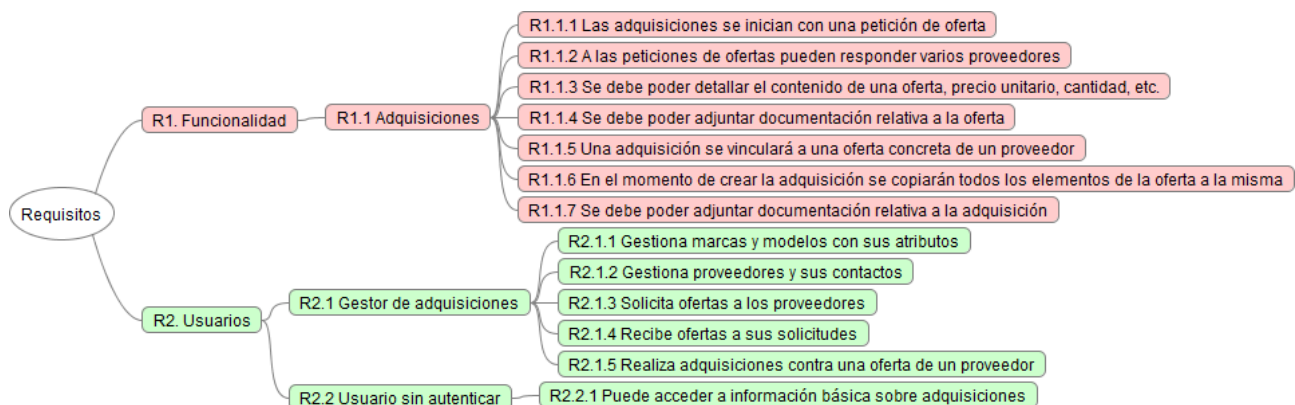 Requisitos
R1. Funcionalidad
R1.1 Adquisiciones
R1.1.1 Las adquisiciones se inician con una petición de oferta
R1.1.2 A las peticiones de ofertas pueden responder varios proveedores
R1.1.3 Se debe poder detallar el contenido de una oferta, precio unitario, cantidad, etc.
R1.1.4 Se debe poder adjuntar documentación relativa a la oferta
R1.1.5 Una adquisición se vinculará a una oferta concreta de un proveedor
R1.1.6 En el momento de crear la adquisición se copiarán todos los elementos de la oferta a la misma
R1.1.7 Se debe poder adjuntar documentación relativa a la adquisición
R2. Usuarios
R2.1 Gestor de adquisiciones
R2.1.1 Gestiona marcas y modelos con sus atributos
R2.1.2 Gestiona proveedores y sus contactos
R2.1.3 Solicita ofertas a los proveedores
R2.1.4 Recibe ofertas a sus solicitudes
R2.1.5 Realiza adquisiciones contra una oferta de un proveedor
R2.2 Usuario sin autenticar
R2.2.1 Puede acceder a información básica sobre adquisiciones